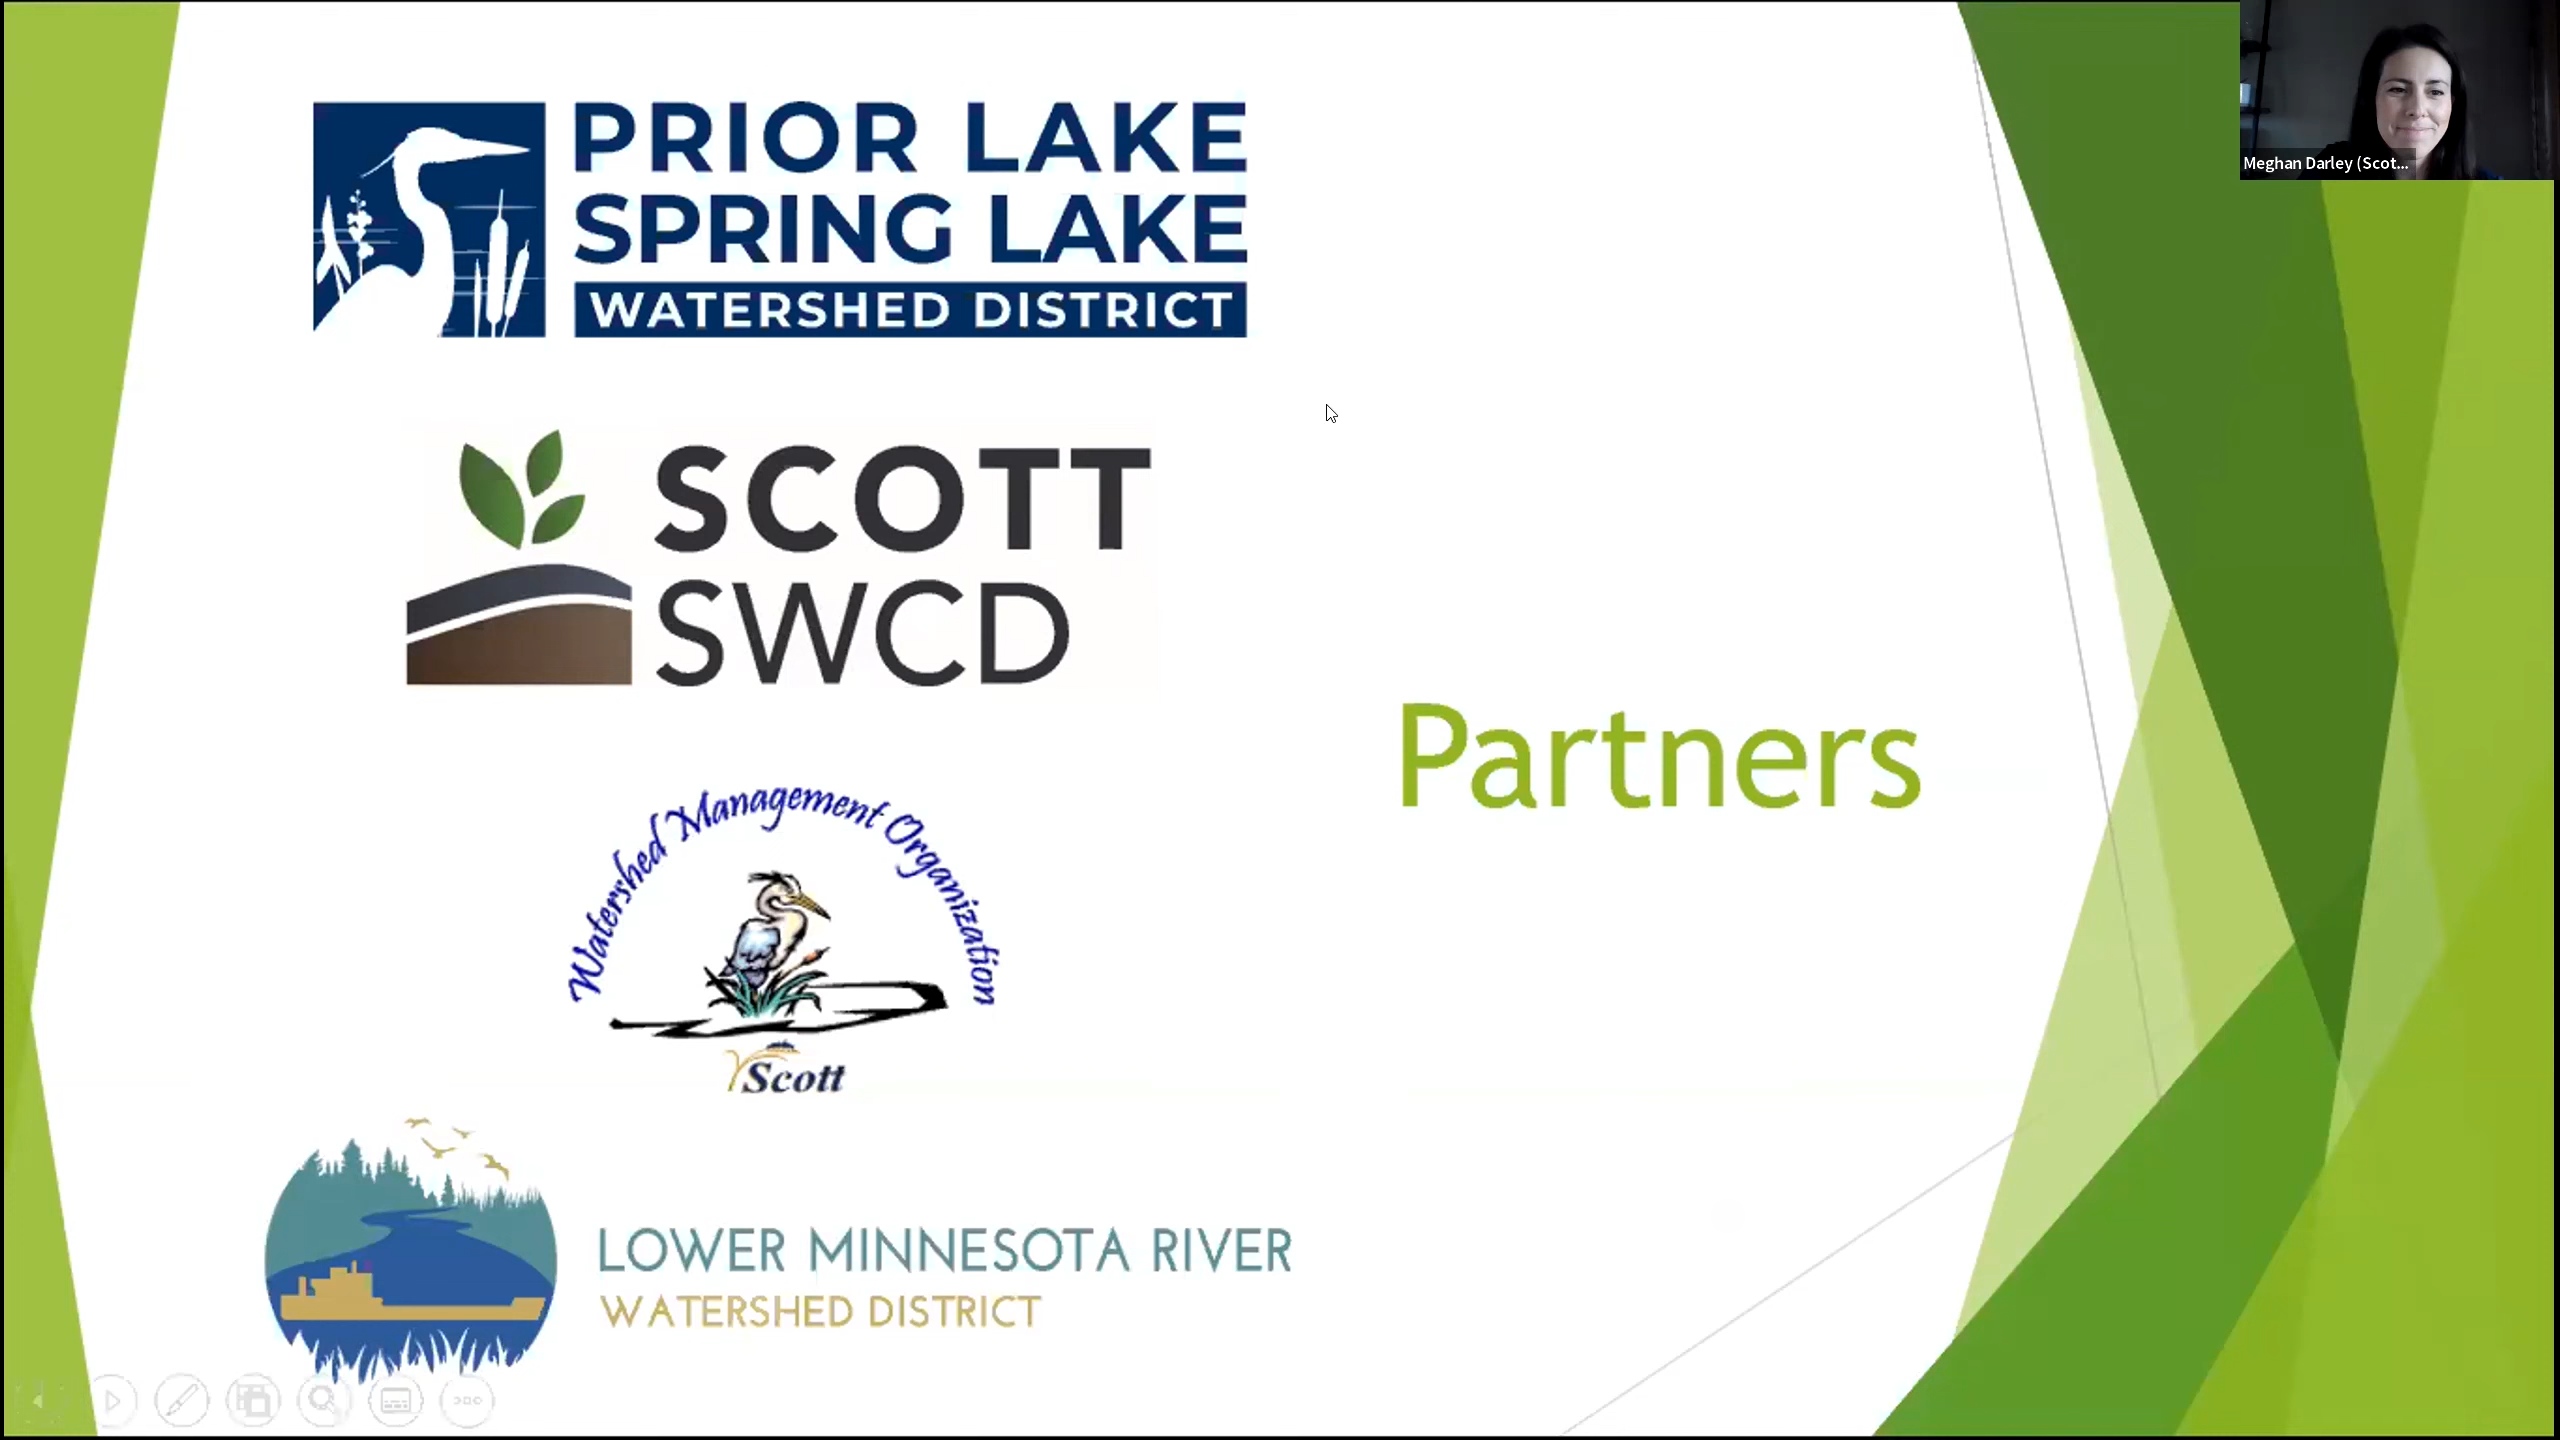 PRIOR LAKE
SPRING LAKE
WATERSHED DISTRICT
Meghan Darley (Scot...
SCOTT
SWCD
Partners
Watershed Management Organization
Scott
LOWER MINNESOTA RIVER
WATERSHED DISTRICT